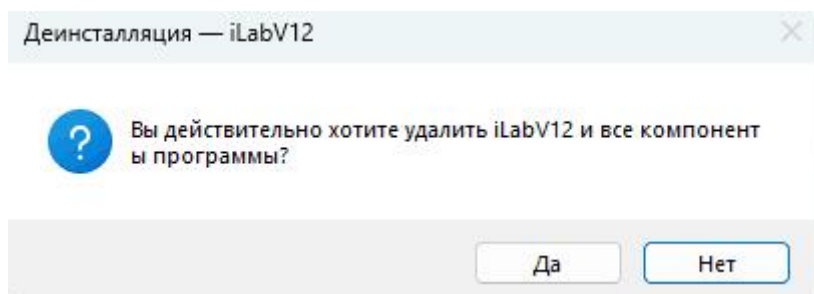 Деинсталляция — iLabV12
Вы действительно хотите удалить iLabV12 и все компонент
ы программы?
Да
Нет